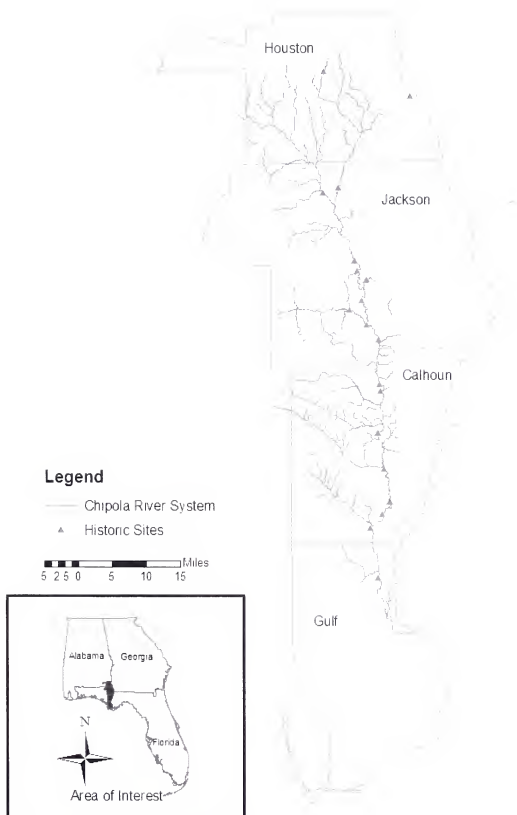 Houston
Jackson
Calhoun
Legend
Chipola River System
Historic Sites
Miles
5 2.5 0 5 10 15
Gulf
Alabama Georgia
Florida
N
Area of Interest